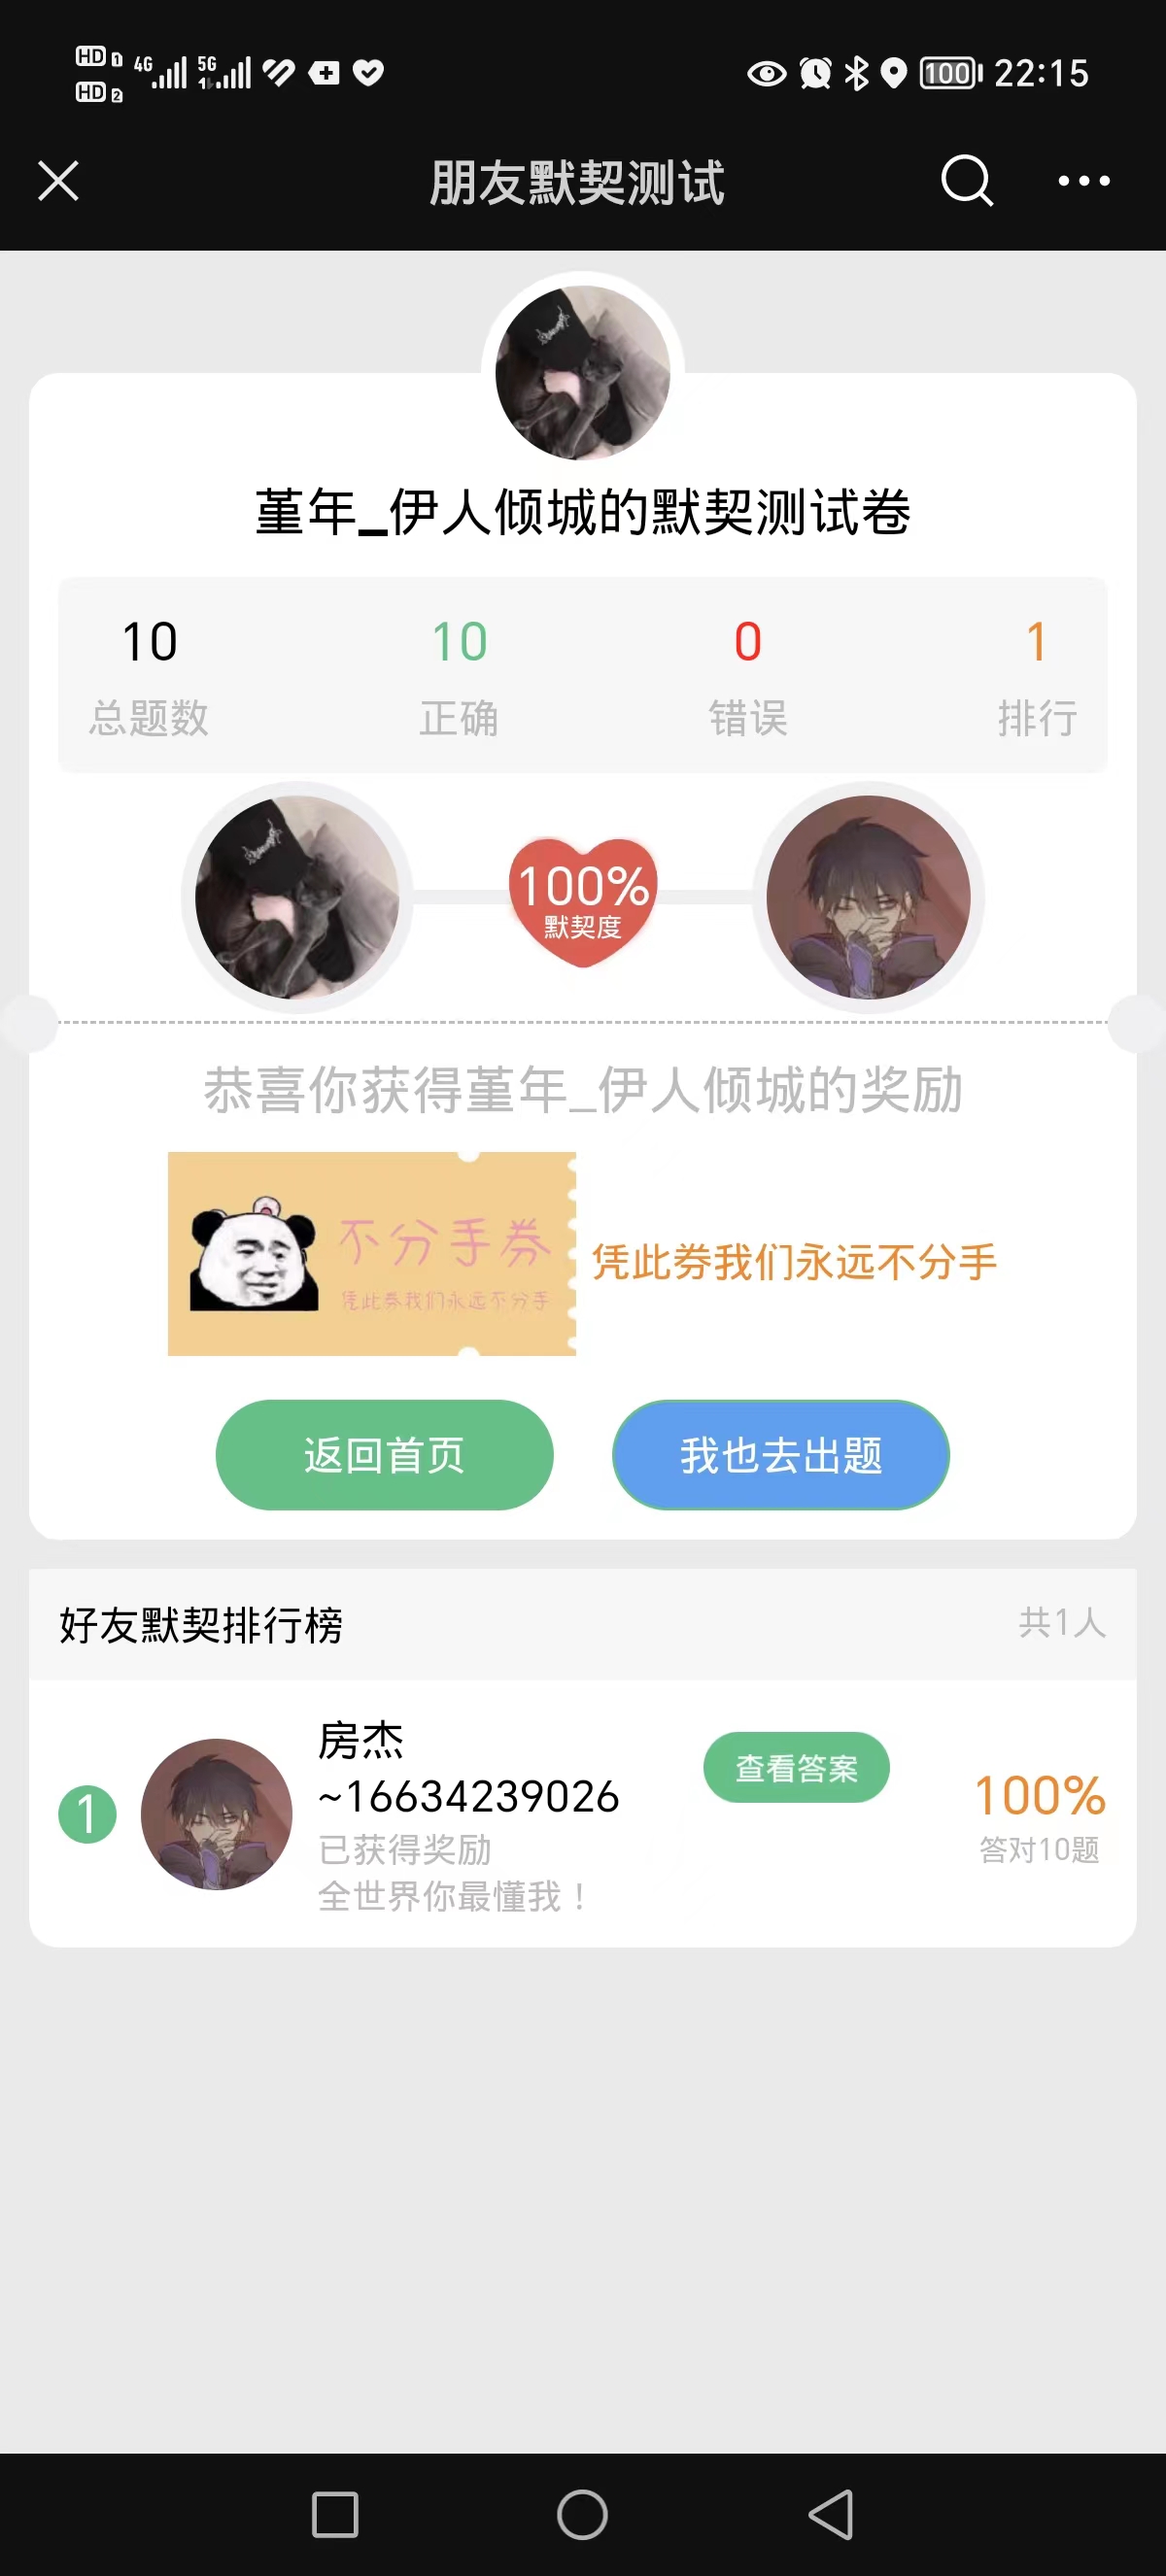 HD 1 4G 5G
HD 2
100 22:15
朋友默契测试
堇年_伊人倾城的默契测试卷
10 10 0 1
总题数 正确 错误 排行
100%
默契度
恭喜你获得堇年_伊人倾城的奖励
不分手券
凭此券我们永远不分手
凭此券我们永远不分手
返回首页 我也去出题
好友默契排行榜 共1人
1
房杰
~16634239026
已获得奖励
全世界你最懂我！
查看答案
100%
答对10题